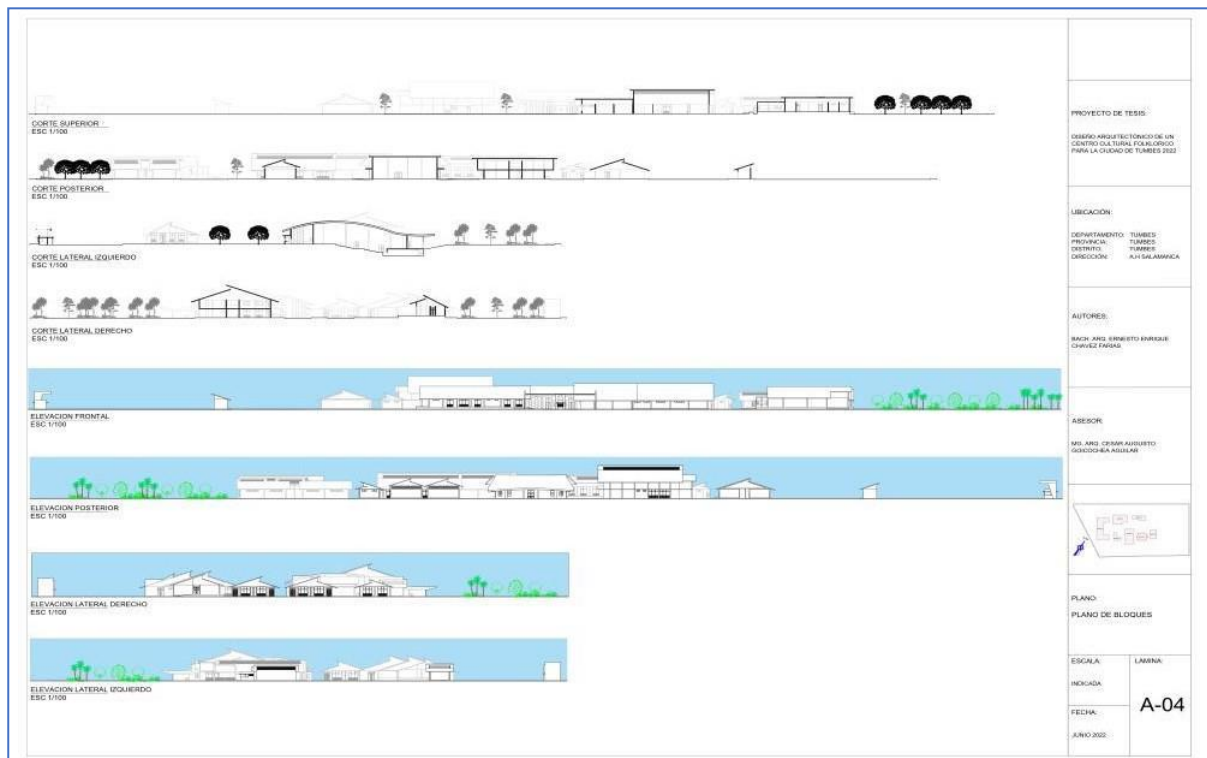 CORTE SUPERIOR
ESC 1/100
CORTE POSTERIOR
ESC 1/100
CORTE LATERAL IZQUIERDO
ESC 1/100
CORTE LATERAL DERECHO
ESC 1/100
ELEVACION FRONTAL
ESC 1/100
ELEVACION POSTERIOR
ESC 1/100
ELEVACION LATERAL DERECHO
ESC 1/100
ELEVACION LATERAL IZQUIERDO
ESC 1/100
PROYECTO DE TESIS:
DISEÑO ARQUITECTÓNICO DE UN
CENTRO CULTURAL FOLKLORICO
PARA LA CIUDAD DE TUMBES 2022
UBICACIÓN:
DEPARTAMENTO: TUMBES
PROVINCIA: TUMBES
DISTRITO: TUMBES
DIRECCIÓN: A.H SALAMANCA
AUTORES:
BACH. ARQ. ERNESTO ENRIQUE
CHAVEZ FARIAS
ASESOR:
MG. ARQ. CESAR AUGUSTO
GOICOCHEA AGUILAR
PLANO:
PLANO DE BLOQUES
ESCALA: LAMINA:
INDICADA
A-04
FECHA:
JUNIO 2022